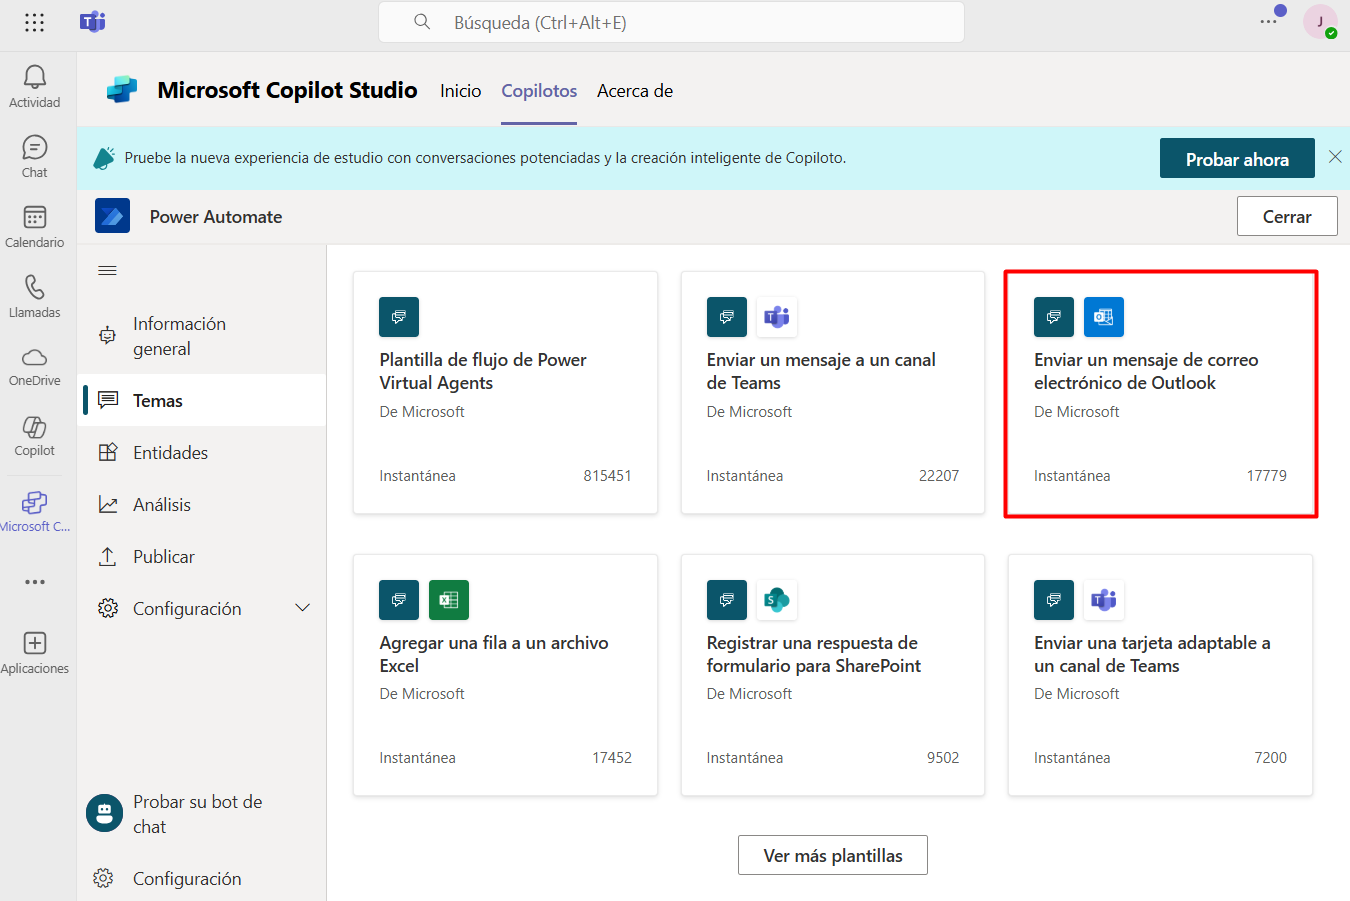 Búsqueda (Ctrl+Alt+E)
J
Actividad
Chat
Calendario
Llamadas
OneDrive
Copilot
Microsoft C...
Aplicaciones
Microsoft Copilot Studio
Inicio
Copilotos
Acerca de
Pruebe la nueva experiencia de estudio con conversaciones potenciadas y la creación inteligente de Copiloto.
Probar ahora
Power Automate
Cerrar
Información
general
Temas
Entidades
Análisis
Publicar
Configuración
Probar su bot de
chat
Configuración
Plantilla de flujo de Power
Virtual Agents
De Microsoft
Instantánea 815451
Enviar un mensaje a un canal
de Teams
De Microsoft
Instantánea 22207
Enviar un mensaje de correo
electrónico de Outlook
De Microsoft
Instantánea 17779
Agregar una fila a un archivo
Excel
De Microsoft
Instantánea 17452
Registrar una respuesta de
formulario para SharePoint
De Microsoft
Instantánea 9502
Enviar una tarjeta adaptable a
un canal de Teams
De Microsoft
Instantánea 7200
Ver más plantillas